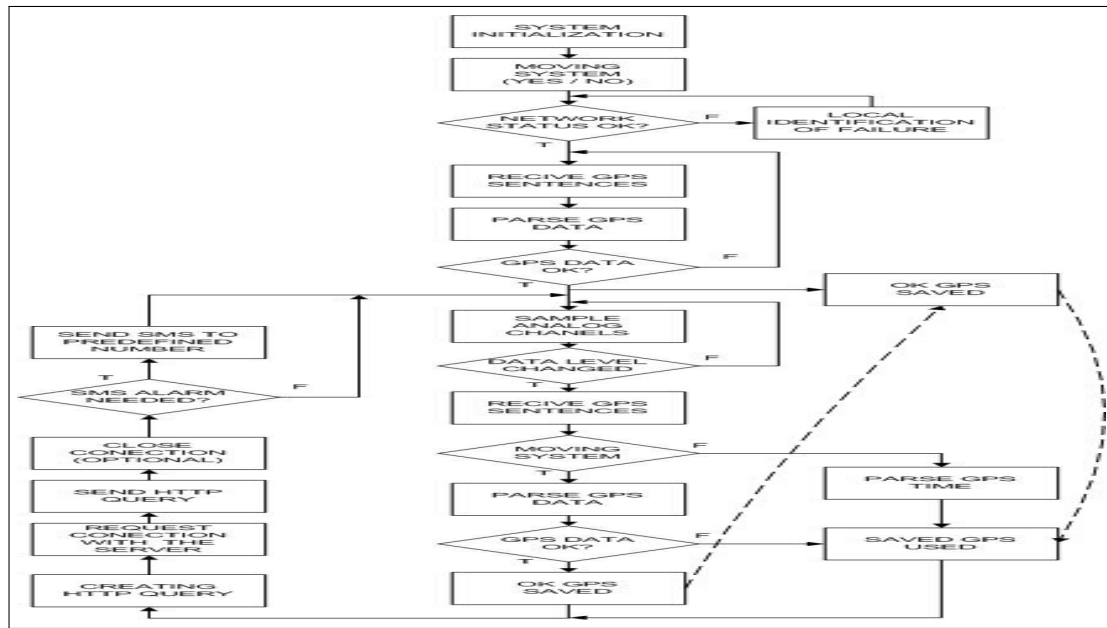 SYSTEM
INITIALIZATION
MOVING
SYSTEM
(YES / NO)
NETWORK
STATUS OK?
F
LOCAL
IDENTIFICATION
OF FAILURE
T
RECIVE GPS
SENTENCES
PARSE GPS
DATA
GPS DATA
OK?
F
T
OK GPS
SAVED
SAMPLE
ANALOG
CHANELS
DATA LEVEL
CHANGED
F
T
RECIVE GPS
SENTENCES
MOVING
SYSTEM
F
T
PARSE GPS
TIME
PARSE GPS
DATA
GPS DATA
OK?
F
T
SAVED GPS
USED
OK GPS
SAVED
CREATING
HTTP QUERY
REQUEST
CONECTION
WITH THE
SERVER
SEND HTTP
QUERY
CLOSE
CONECTION
(OPTIONAL)
SMS ALARM
NEEDED?
F
T
SEND SMS TO
PREDEFINED
NUMBER